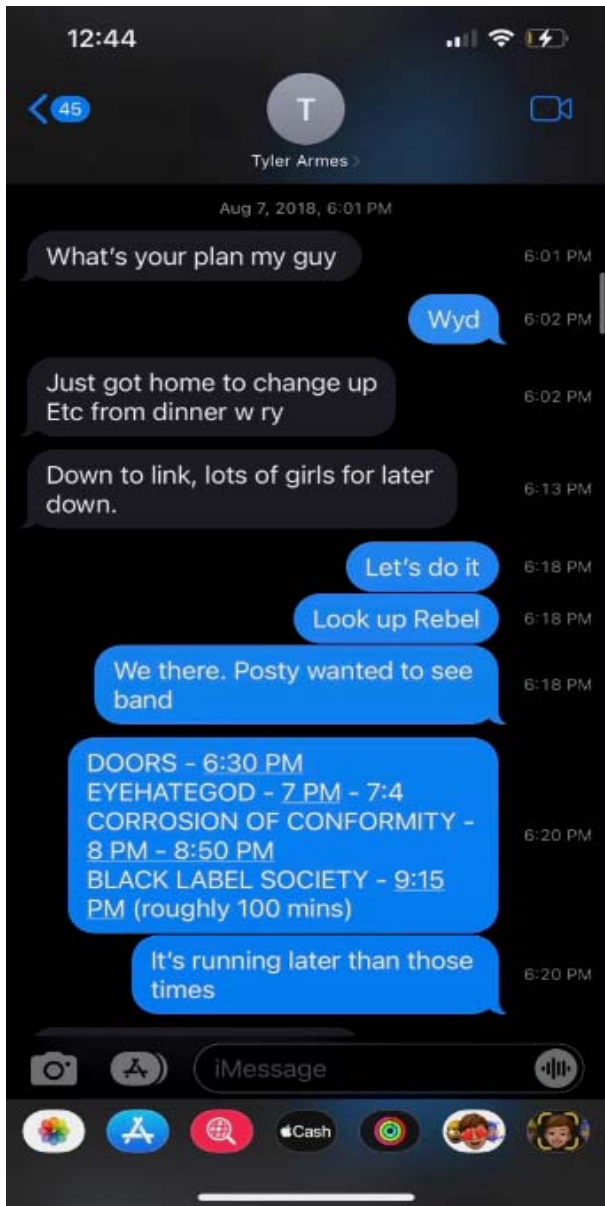 12:44
45
T
Tyler Armes
Aug 7, 2018, 6:01 PM
What's your plan my guy
6:01 PM
Wyd
6:02 PM
Just got home to change up
Etc from dinner w ry
6:02 PM
Down to link, lots of girls for later
down.
6:13 PM
Let's do it
6:18 PM
Look up Rebel
6:18 PM
We there. Posty wanted to see
band
6:18 PM
DOORS - 6:30 PM
EYEHATEGOD - 7 PM - 7:4
CORROSION OF CONFORMITY -
8 PM - 8:50 PM
BLACK LABEL SOCIETY - 9:15
PM (roughly 100 mins)
6:20 PM
It's running later than those
times
6:20 PM
iMessage
Cash